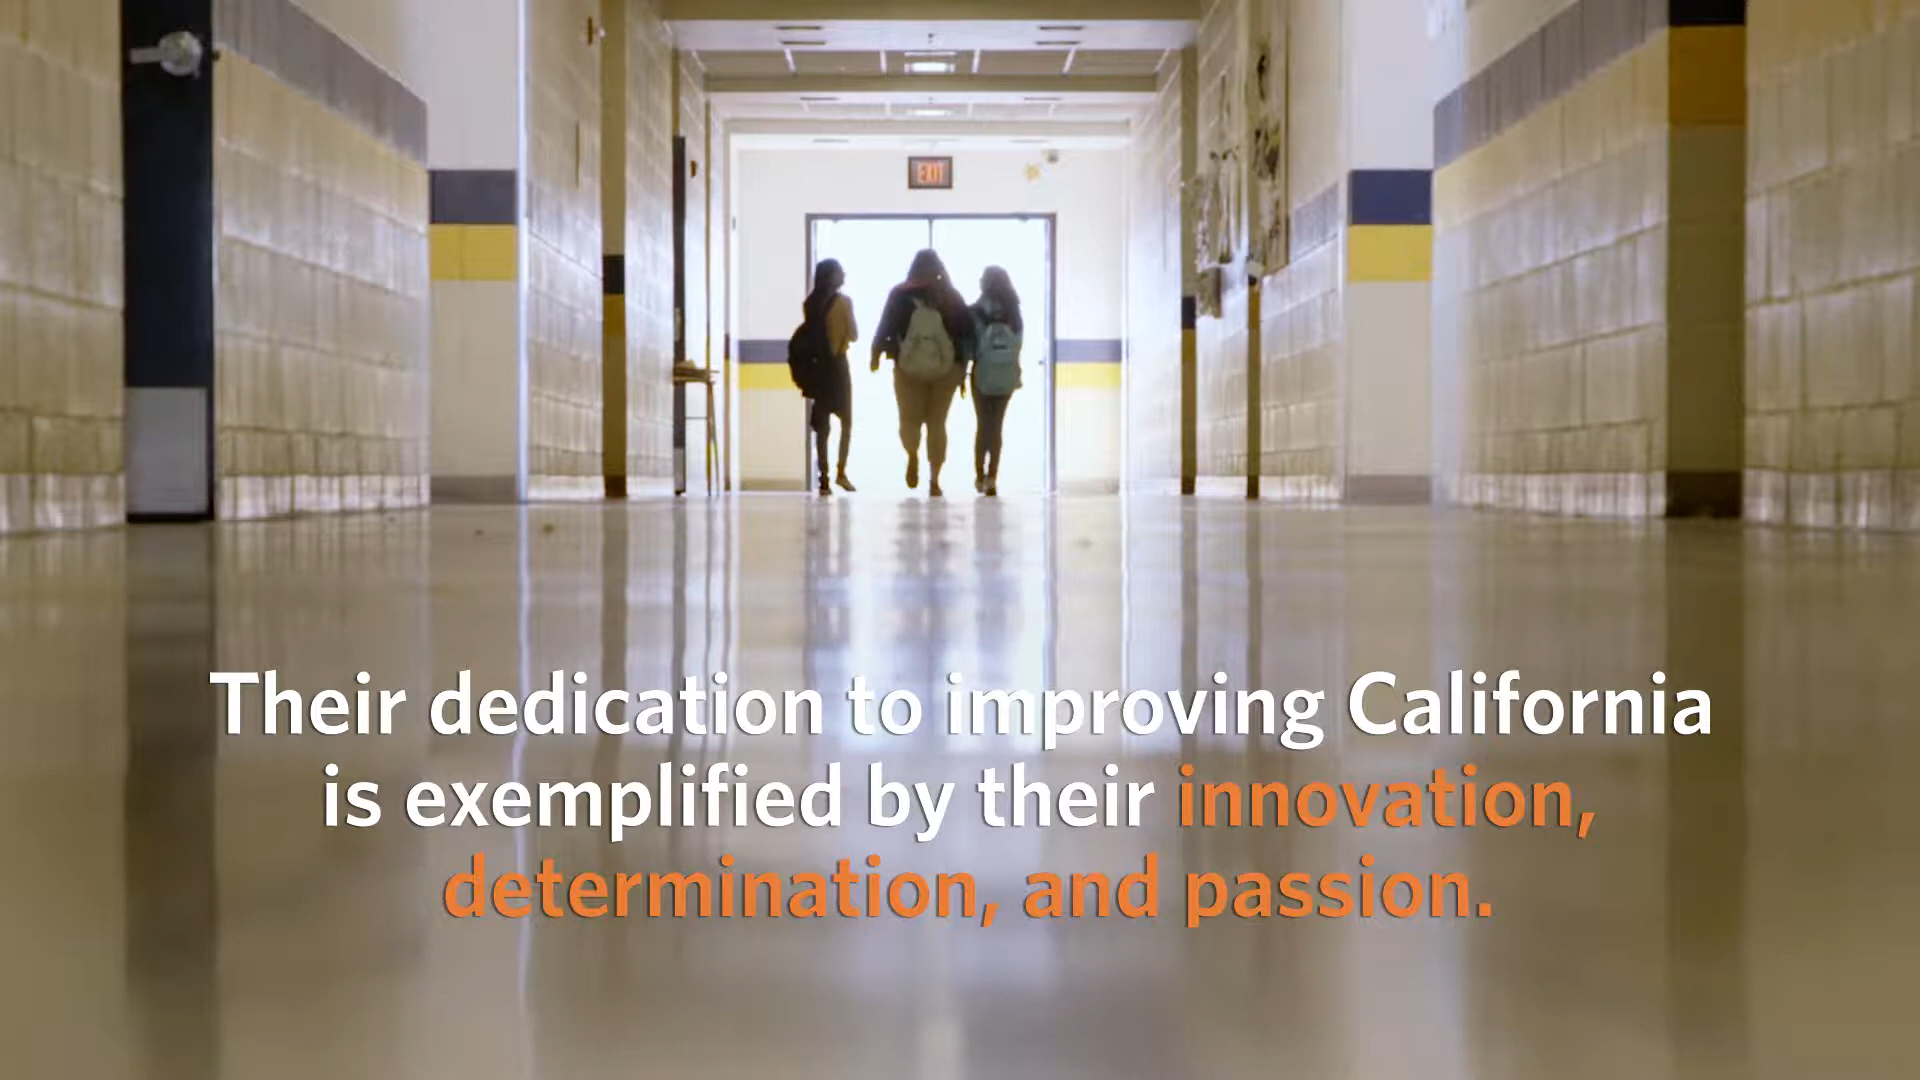 EXIT
Their dedication to improving California
is exemplified by their innovation,
determination, and passion.